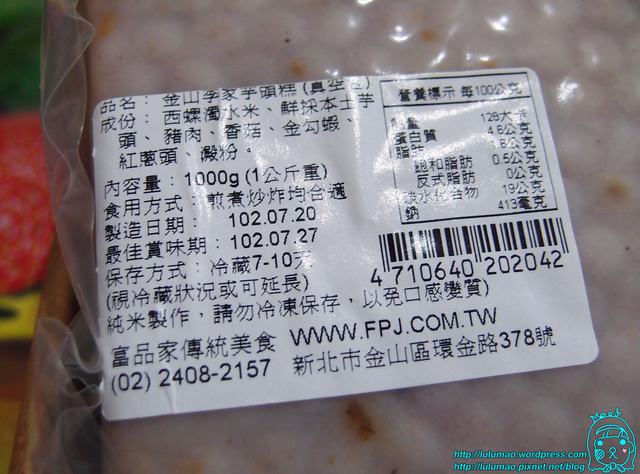 品名: 金山李家芋頭糕(真空包)
成份: 西螺濁水米、鮮採本土芋
頭、豬肉、香菇、金勾蝦、
紅蔥頭、澱粉。
內容量: 1000g (1公斤重)
食用方式: 煎煮炒炸均合適
製造日期: 102.07.20
最佳賞味期: 102.07.27
保存方式: 冷藏7-10天
(視冷藏狀況或可延長)
純米製作,請勿冷凍保存,以免口感變質)
富品家傳統美食 WWW.FPJ.COM.TW
(02) 2408-2157 新北市金山區環金路378號
營養標示 每100公克
熱量 128大卡
蛋白質 4.6公克
脂肪
飽和脂肪 0.5公克
反式脂肪 0公克
碳水化合物 19公克
鈉 413毫克
4 710640 202042
Maoš
http://lulumao.wordpress.com
http://lulumao.pixnet.net/blog